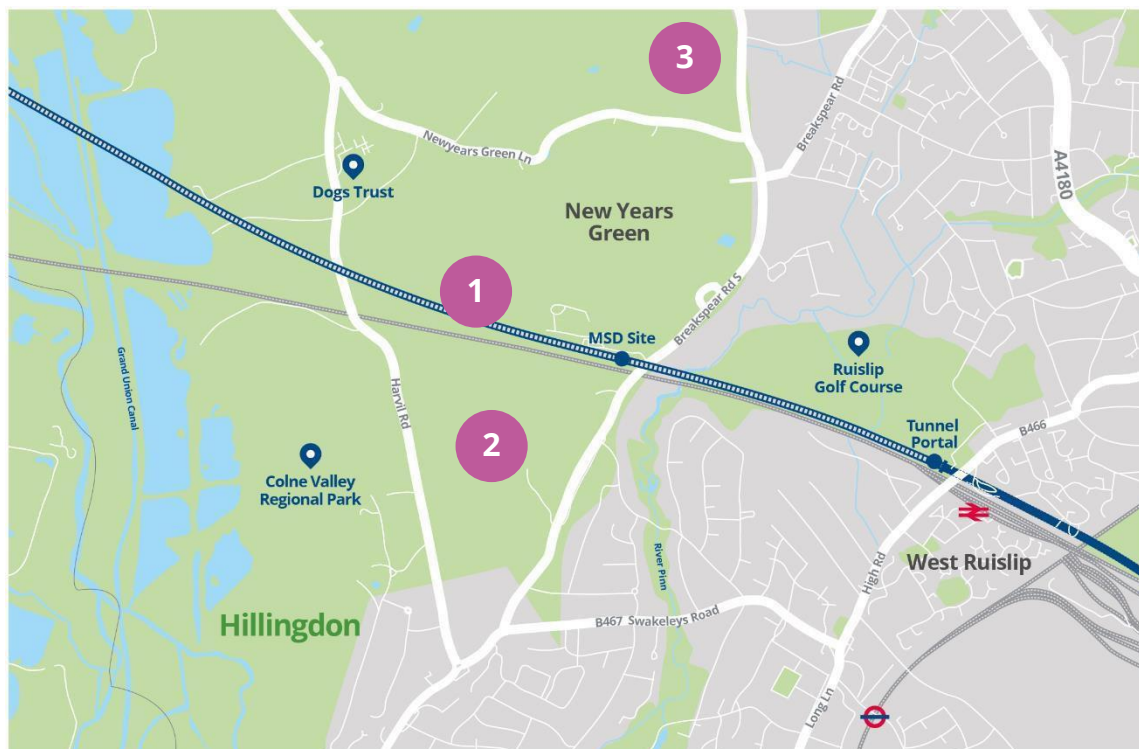 3
Breakspear Rd
A4180
Newyears Green Ln
Dogs Trust
New Years
Green
1
Breakspear Rd S
MSD Site
Ruislip
Golf Course
Grand Union Canal
Harvil Rd
2
Tunnel
Portal
B466
Colne Valley
Regional Park
River Pinn
High Rd
West Ruislip
Hillingdon
B467 Swakeleys Road
Long Ln